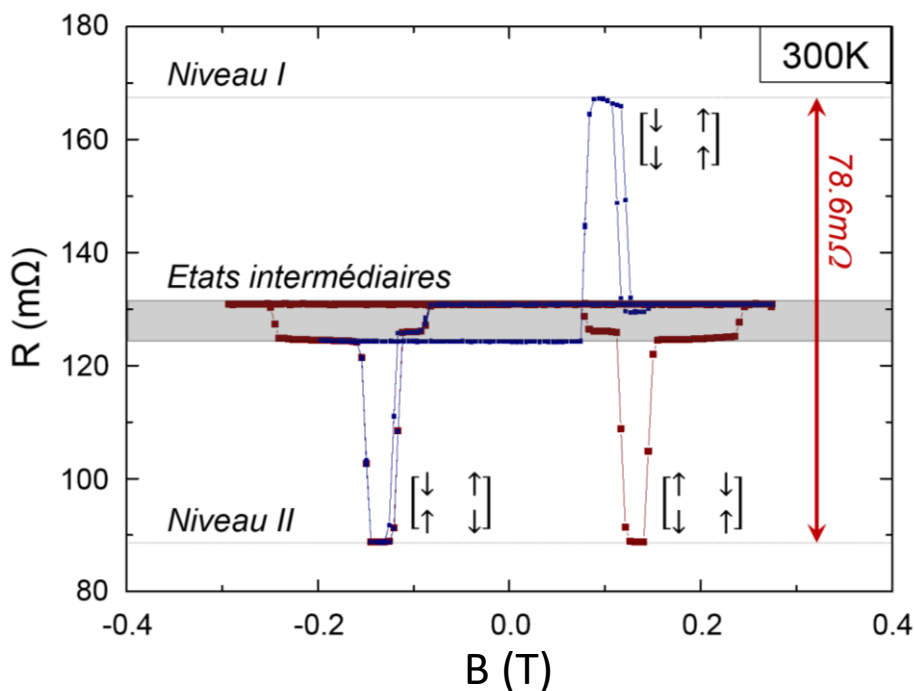 180
160
140
120
100
80
R (mΩ)
Niveau I
300K
↓ ↑
↓ ↑
78.6mΩ
Etats intermédiaires
Niveau II
↓ ↑
↑ ↓
↑ ↓
↓ ↑
-0.4 -0.2 0.0 0.2 0.4
B (T)